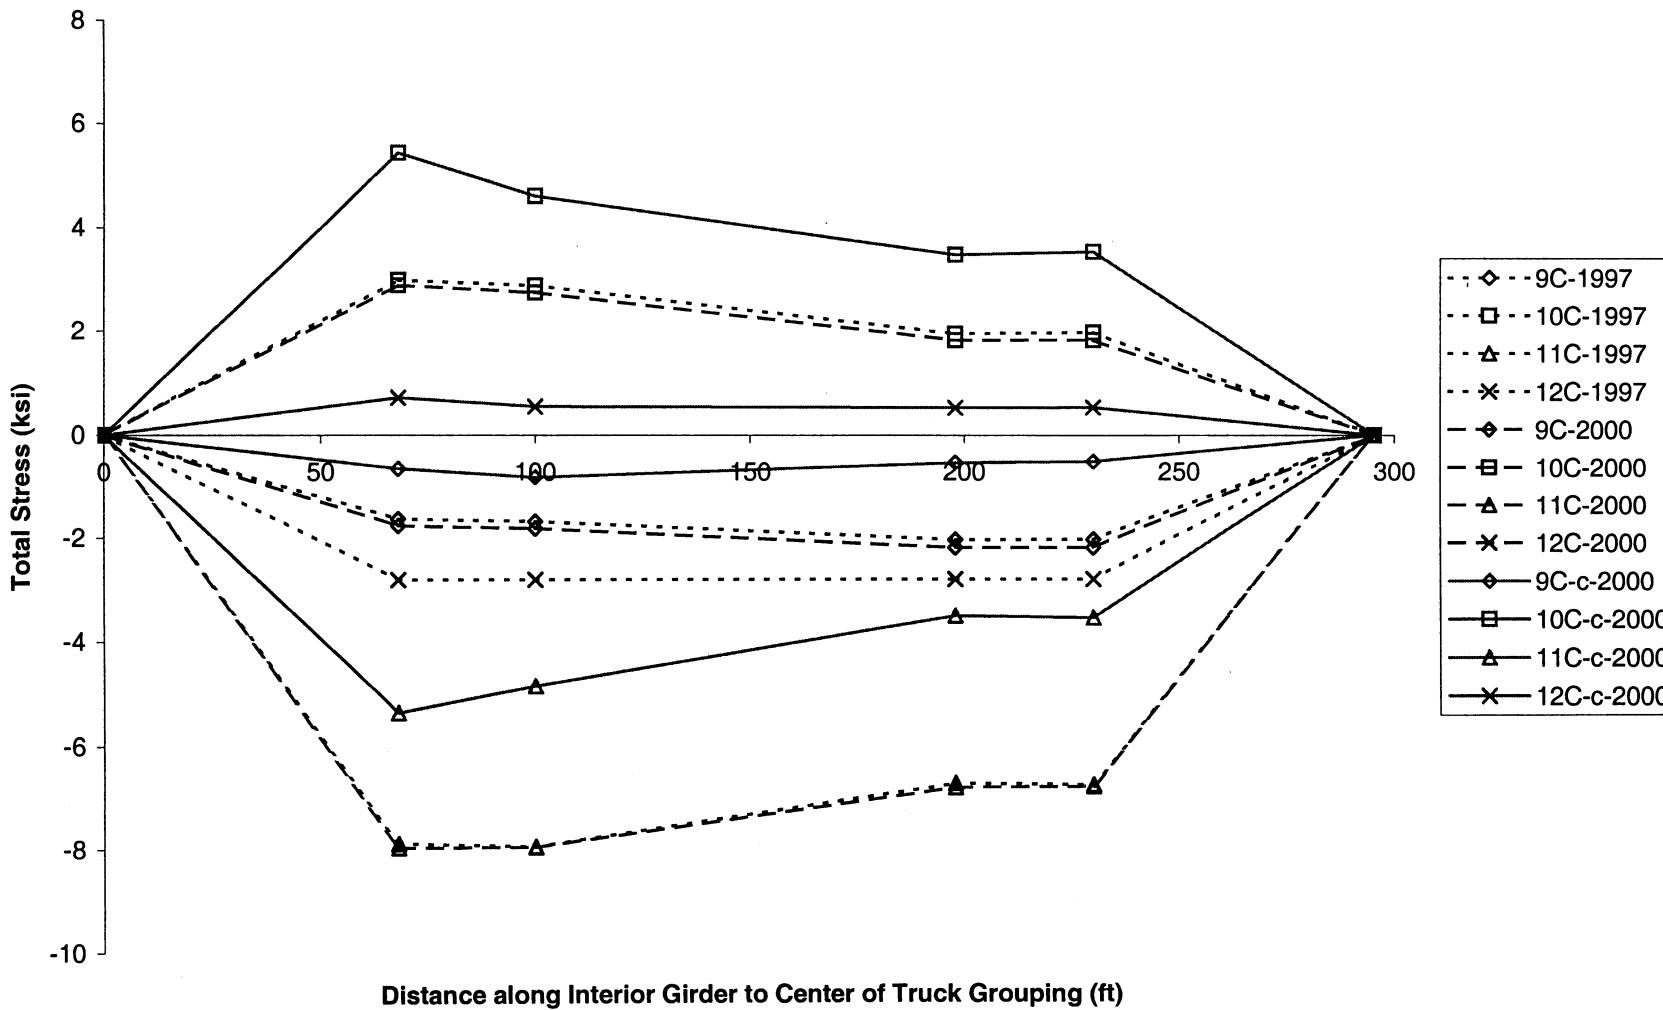 8
6
4
2
0
-2
-4
-6
-8
-10
Total Stress (ksi)
0 50 100 150 200 250 300
Distance along Interior Girder to Center of Truck Grouping (ft)
9C-1997
10C-1997
11C-1997
12C-1997
9C-2000
10C-2000
11C-2000
12C-2000
9C-c-2000
10C-c-2000
11C-c-2000
12C-c-2000